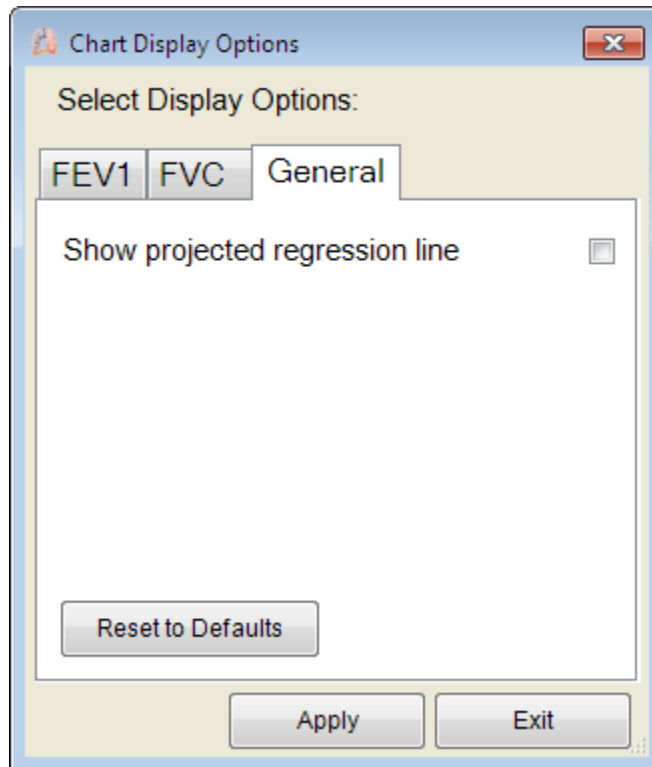 Chart Display Options
Select Display Options:
FEV1 FVC General
Show projected regression line
Reset to Defaults
Apply Exit